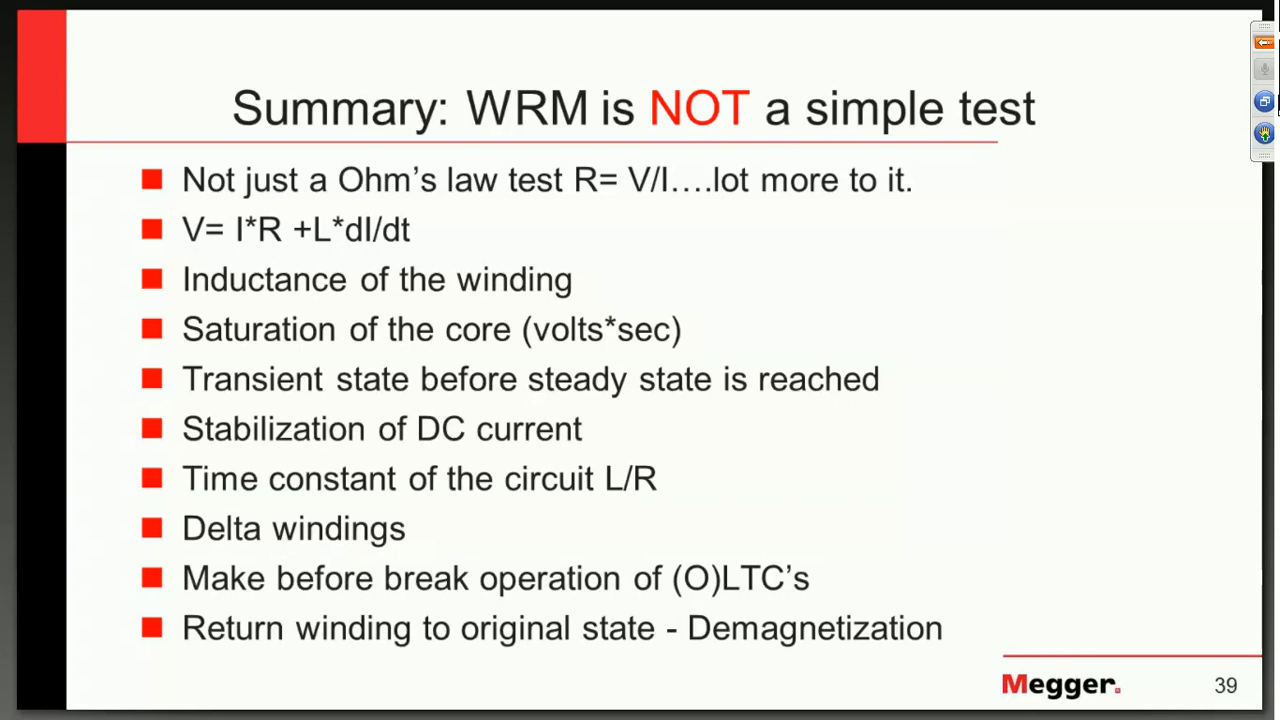 Summary: WRM is NOT a simple test
Not just a Ohm's law test R= V/I....lot more to it.
V= I*R +L*dI/dt
Inductance of the winding
Saturation of the core (volts*sec)
Transient state before steady state is reached
Stabilization of DC current
Time constant of the circuit L/R
Delta windings
Make before break operation of (O)LTC's
Return winding to original state - Demagnetization
Megger.
39